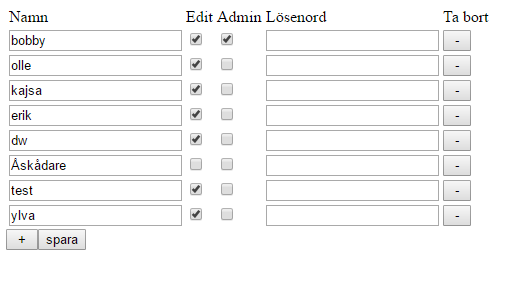 Namn Edit Admin Lösenord Ta bort
bobby -
olle -
kajsa -
erik -
dw -
Åskådare -
test -
ylva -
+ spara